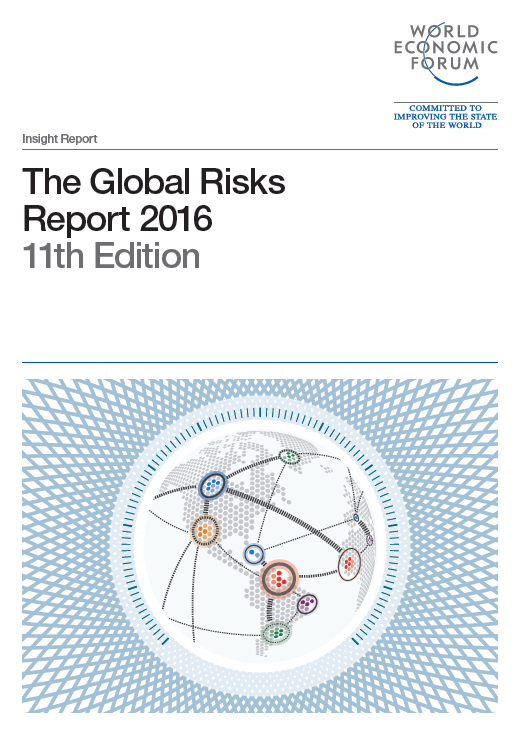 WORLD
ECONOMIC
FORUM
COMMITTED TO
IMPROVING THE STATE
OF THE WORLD
Insight Report
The Global Risks
Report 2016
11th Edition